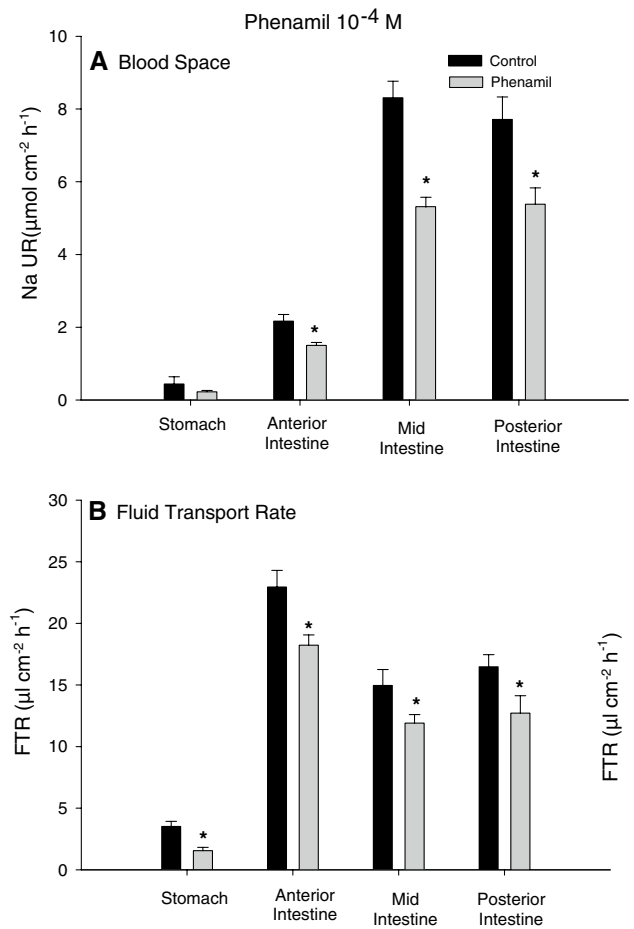 Phenamil 10⁻⁴ M
A Blood Space
Control
Phenamil
Na UR(µmol cm⁻² h⁻¹)
10
8
6
4
2
0
*
*
*
Stomach
Anterior
Intestine
Mid
Intestine
Posterior
Intestine
B Fluid Transport Rate
FTR (µl cm⁻² h⁻¹)
30
25
20
15
10
5
0
*
*
*
*
FTR (µl cm⁻² h⁻¹)
Stomach
Anterior
Intestine
Mid
Intestine
Posterior
Intestine